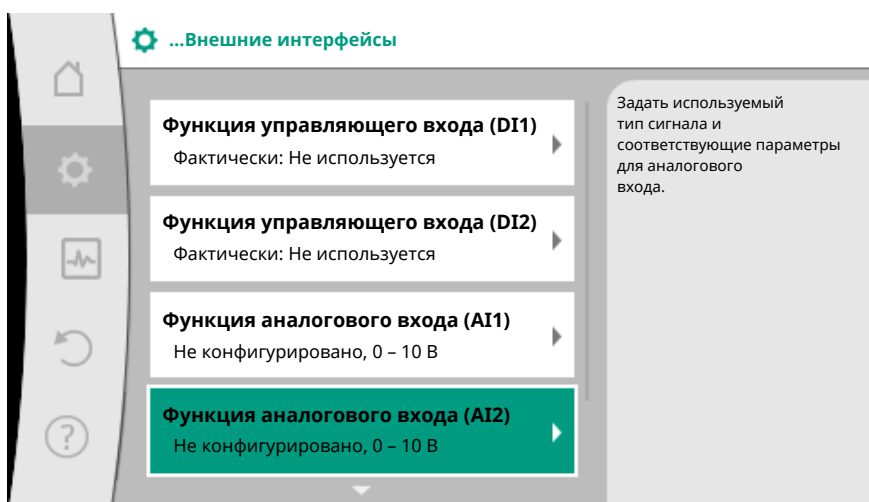 ...Внешние интерфейсы
Функция управляющего входа (DI1)
Фактически: Не используется
Функция управляющего входа (DI2)
Фактически: Не используется
Функция аналогового входа (AI1)
Не конфигурировано, 0 – 10 В
Функция аналогового входа (AI2)
Не конфигурировано, 0 – 10 В
Задать используемый
тип сигнала и
соответствующие параметры
для аналогового
входа.
?